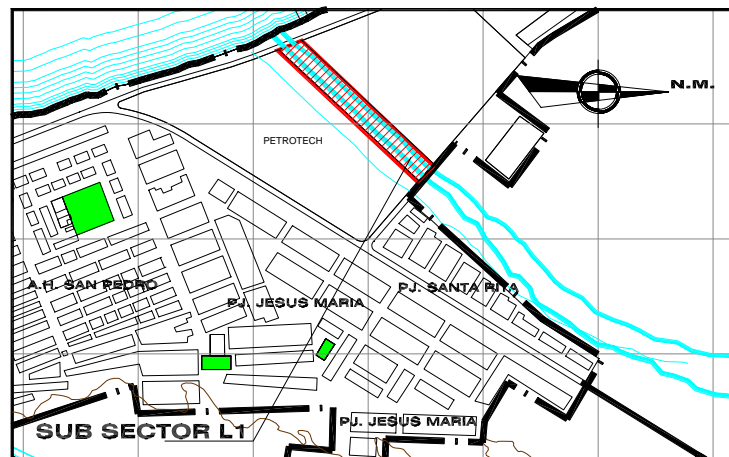 N.M.
PETROTECH
A.H. SAN PEDRO
PJ. SANTA RITA
PJ. JESUS MARIA
PJ. JESUS MARIA
SUB SECTOR L1